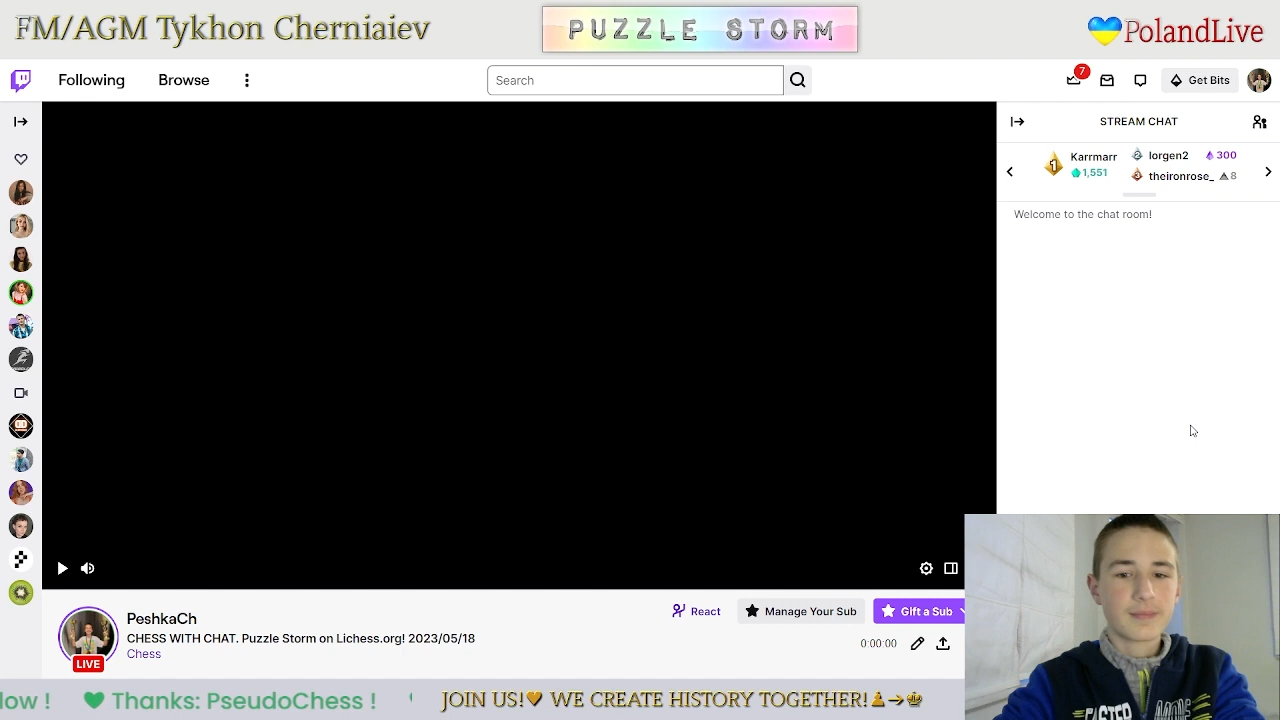 FM/AGM Tykhon Cherniaiev
PUZZLE STORM
PolandLive
Following
Browse
Search
7
Get Bits
STREAM CHAT
1
Karrmarr
1,551
2
lorgen2
300
3
theironrose_
8
Welcome to the chat room!
PeshkaCh
CHESS WITH CHAT. Puzzle Storm on Lichess.org! 2023/05/18
Chess
LIVE
React
Manage Your Sub
Gift a Sub
0:00:00
low !
Thanks: PseudoChess !
JOIN US! WE CREATE HISTORY TOGETHER!